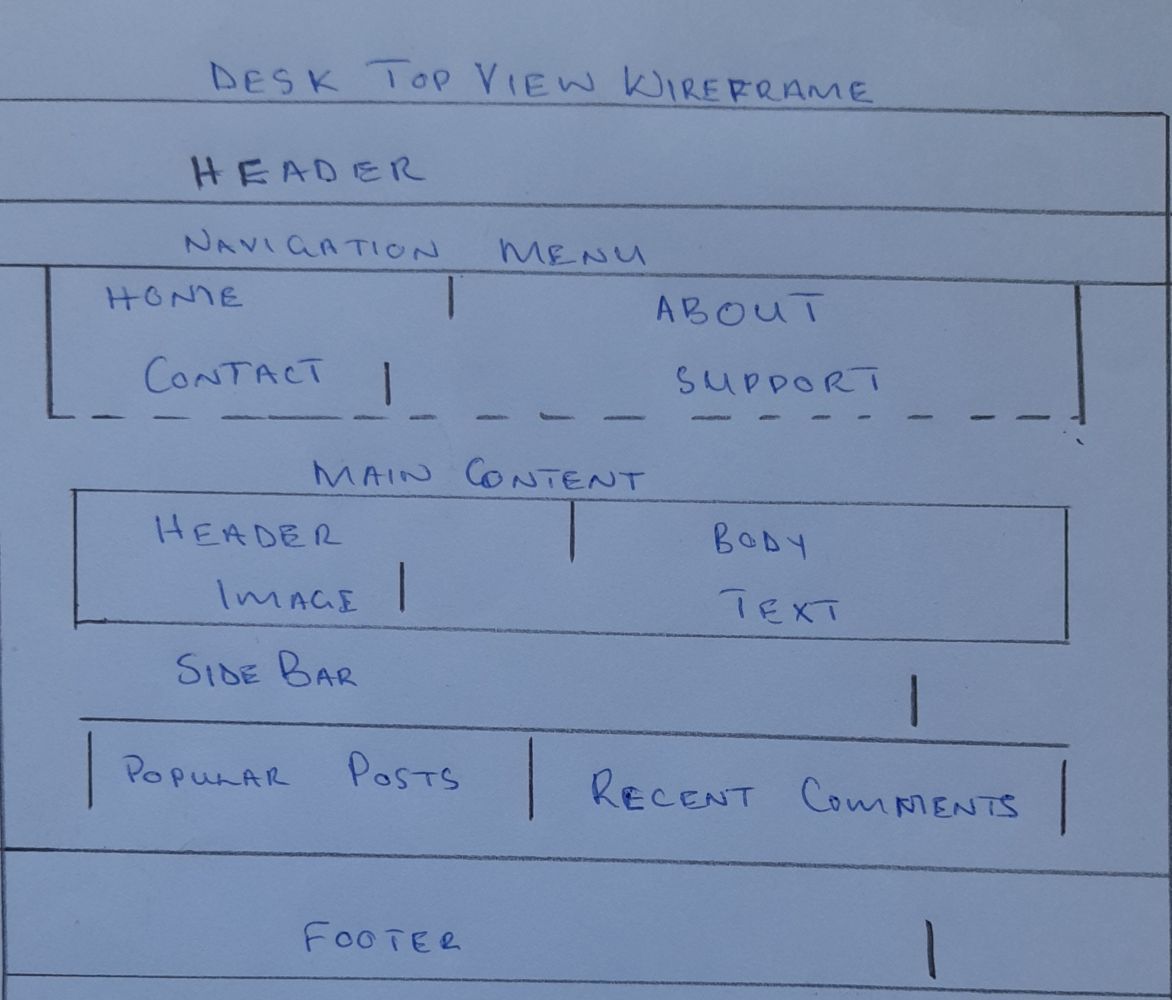 DESK TOP VIEW WIREFRAME
HEADER
NAVIGATION MENU
HOME ABOUT
CONTACT SUPPORT
MAIN CONTENT
HEADER BODY
IMAGE TEXT
SIDE BAR
POPULAR POSTS RECENT COMMENTS
FOOTER